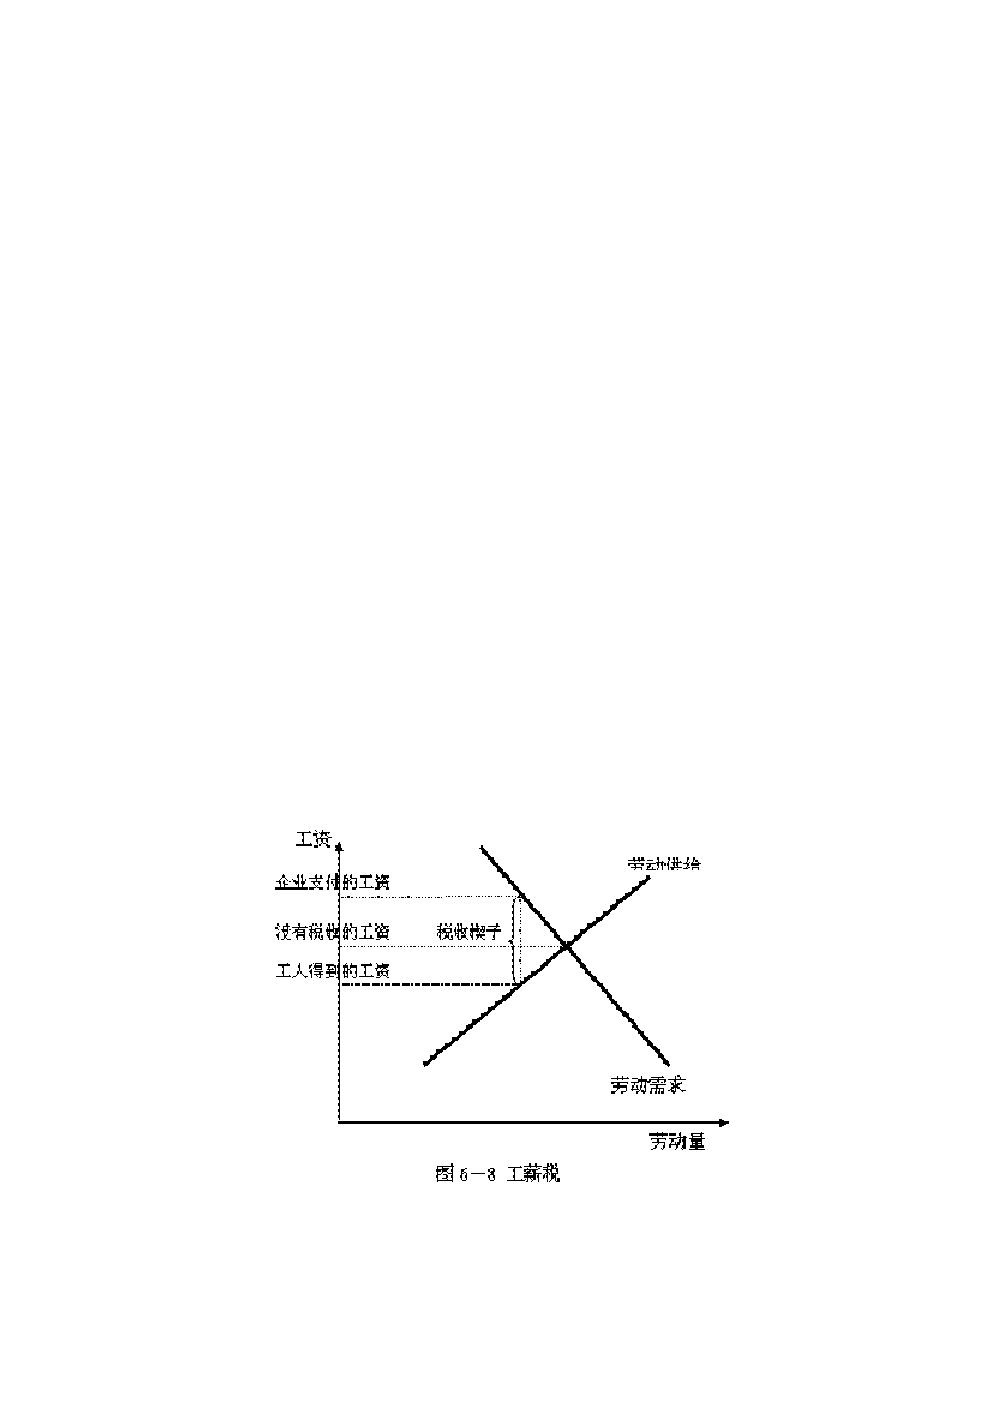 工资
劳动供给
企业支付的工资
没有税收的工资
税收楔子
工人得到的工资
劳动需求
劳动量
图 5－3 工薪税